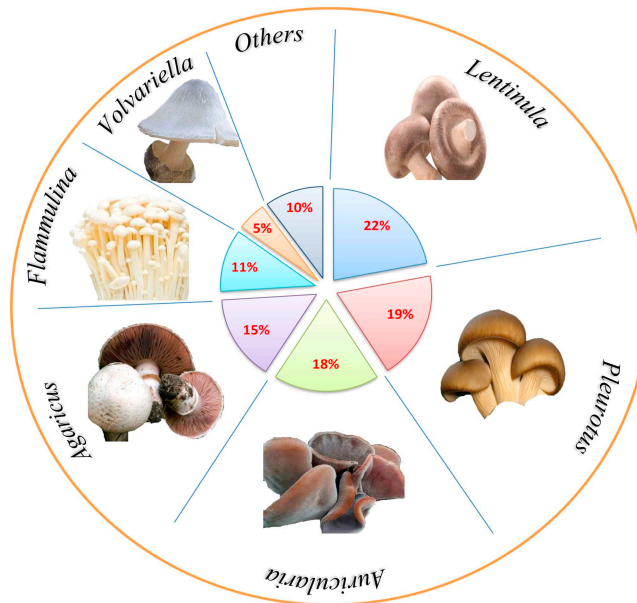 Others
Lentinula
Volvariella
Flammulina
10%
22%
5%
11%
19%
15%
18%
Pleurotus
Agaricus
Auricularia